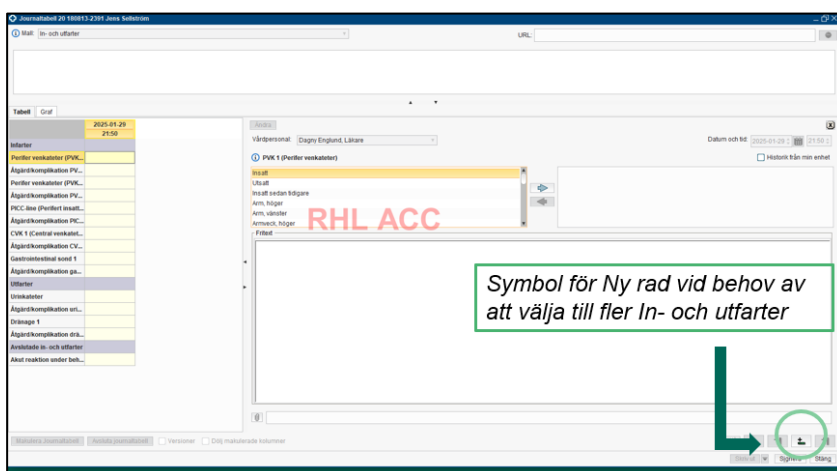 Journaltabell 20 180813-2391 Jens Sellström
Mall: In- och utfarter
URL:
Tabell Graf
2025-01-29
21:50
Infarter
Perifer venkateter (PVK...
Åtgärd/komplikation PV...
Perifer venkateter (PVK...
Åtgärd/komplikation PV...
PICC-line (Perifert insatt...
Åtgärd/komplikation PIC...
CVK 1 (Central venkatet...
Åtgärd/komplikation CV...
Gastrointestinal sond 1
Åtgärd/komplikation ga...
Utfarter
Urinkateter
Åtgärd/komplikation uri...
Dränage 1
Åtgärd/komplikation drä...
Avslutade in- och utfarter
Akut reaktion under beh...
Ändra
Vårdpersonal: Dagny Englund, Läkare
Datum och tid: 2025-01-29 21:50
PVK 1 (Perifer venkateter)
Historik från min enhet
Insatt
Utsatt
Insatt sedan tidigare
Arm, höger
Arm, vänster
Armveck, höger
RHL ACC
Fritext
Symbol för Ny rad vid behov av
att välja till fler In- och utfarter
Makulera Journaltabell Avsluta journaltabell Versioner Dölj makulerade kolumner
Skriv ut Signera Stäng